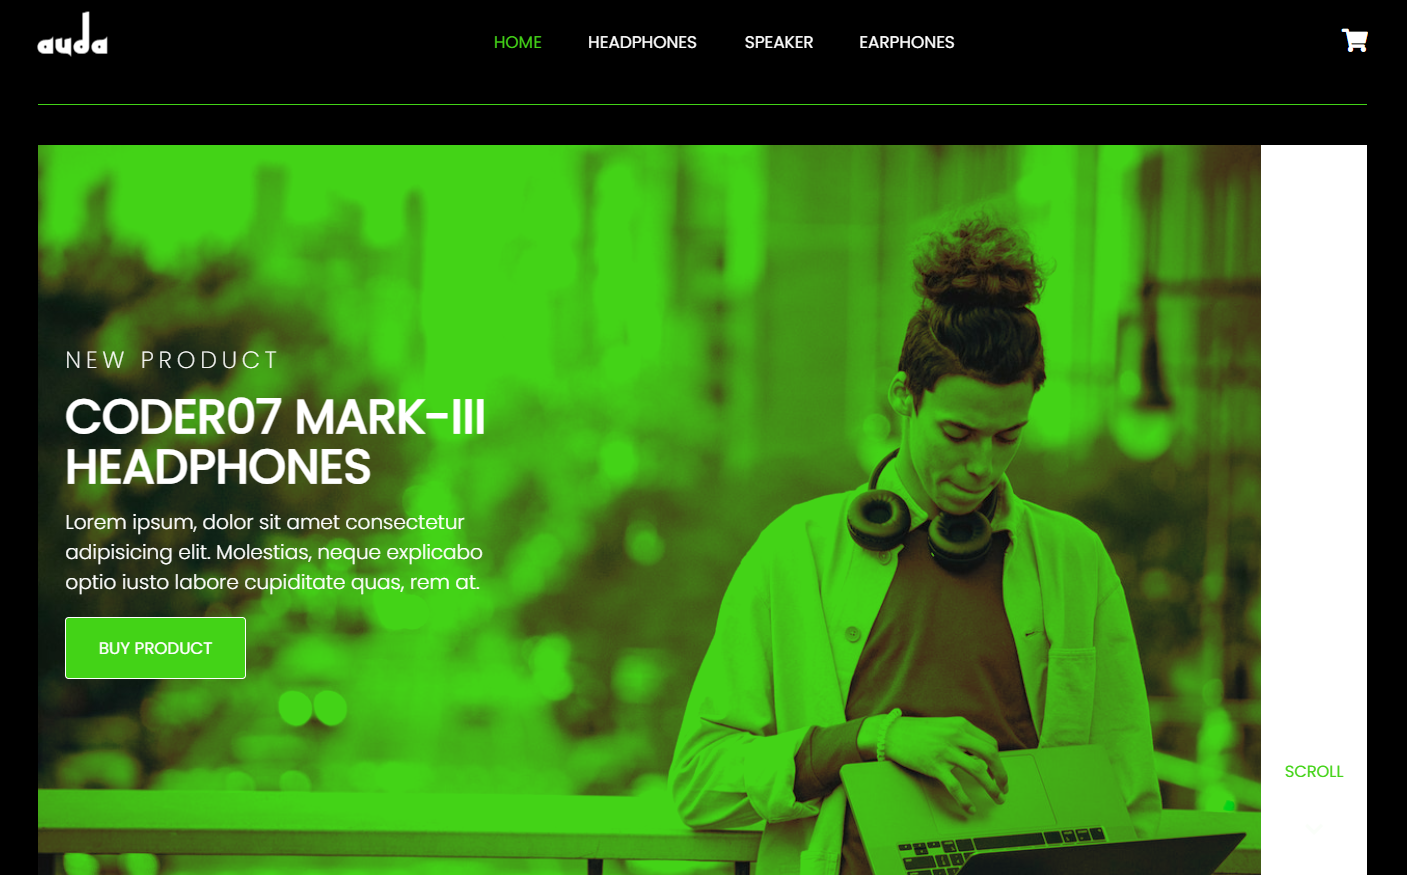 auda
HOME HEADPHONES SPEAKER EARPHONES
NEW PRODUCT
CODER07 MARK-III
HEADPHONES
Lorem ipsum, dolor sit amet consectetur
adipisicing elit. Molestias, neque explicabo
optio iusto labore cupiditate quas, rem at.
BUY PRODUCT
SCROLL